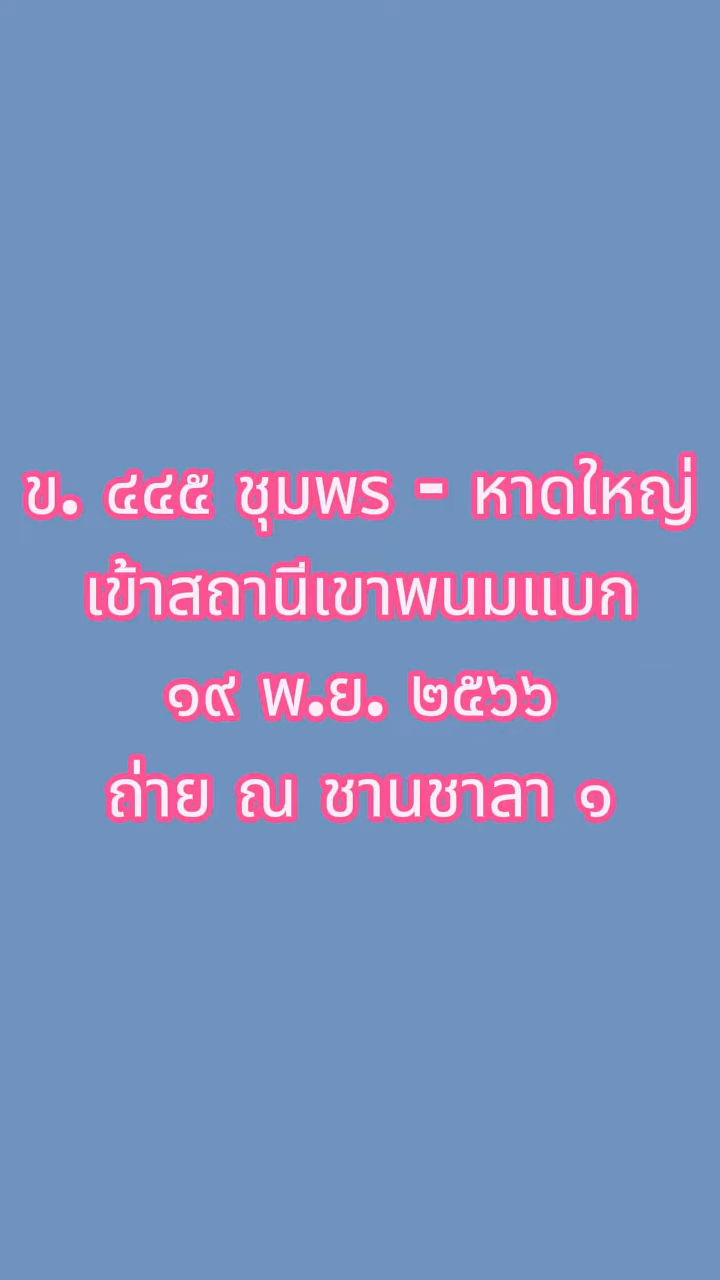 ข. ๔๔๕ ชุมพร - หาดใหญ่
เข้าสถานีเขาพนมแบก
๑๙ พ.ย. ๒๕๖๖
ถ่าย ณ ชานชาลา ๑